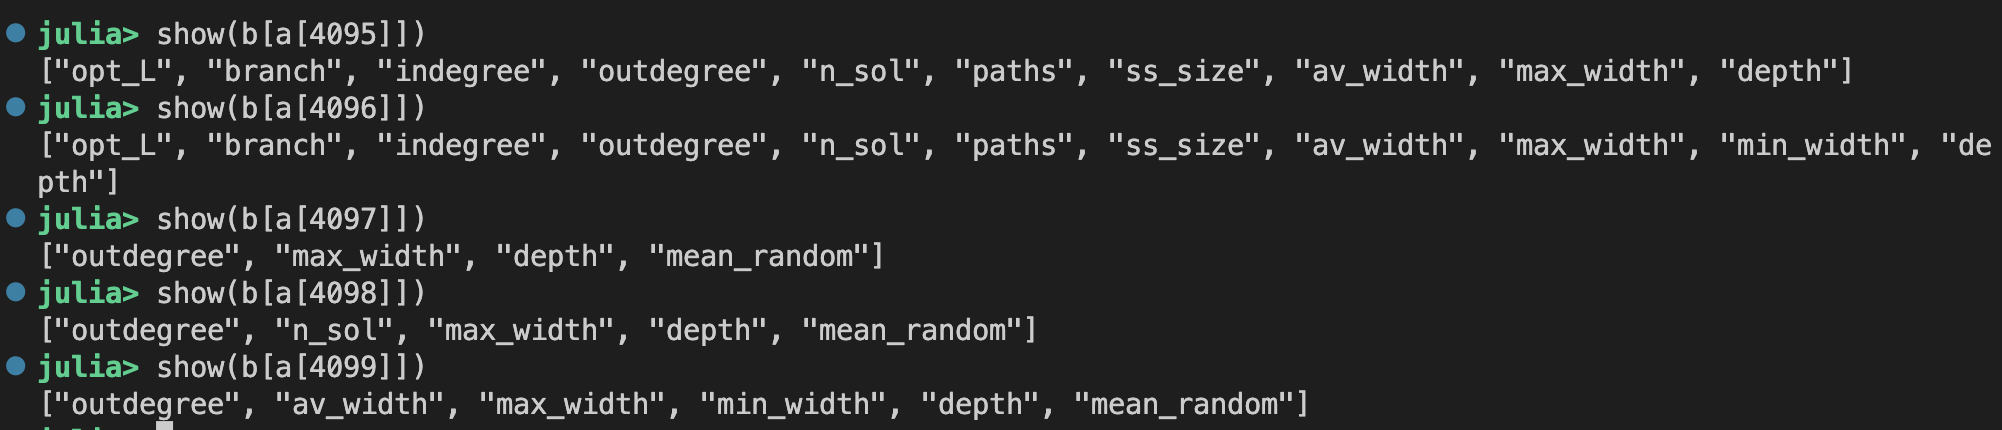 julia> show(b[a[4095]])
["opt_L", "branch", "indegree", "outdegree", "n_sol", "paths", "ss_size", "av_width", "max_width", "depth"]
julia> show(b[a[4096]])
["opt_L", "branch", "indegree", "outdegree", "n_sol", "paths", "ss_size", "av_width", "max_width", "min_width", "de
pth"]
julia> show(b[a[4097]])
["outdegree", "max_width", "depth", "mean_random"]
julia> show(b[a[4098]])
["outdegree", "n_sol", "max_width", "depth", "mean_random"]
julia> show(b[a[4099]])
["outdegree", "av_width", "max_width", "min_width", "depth", "mean_random"]